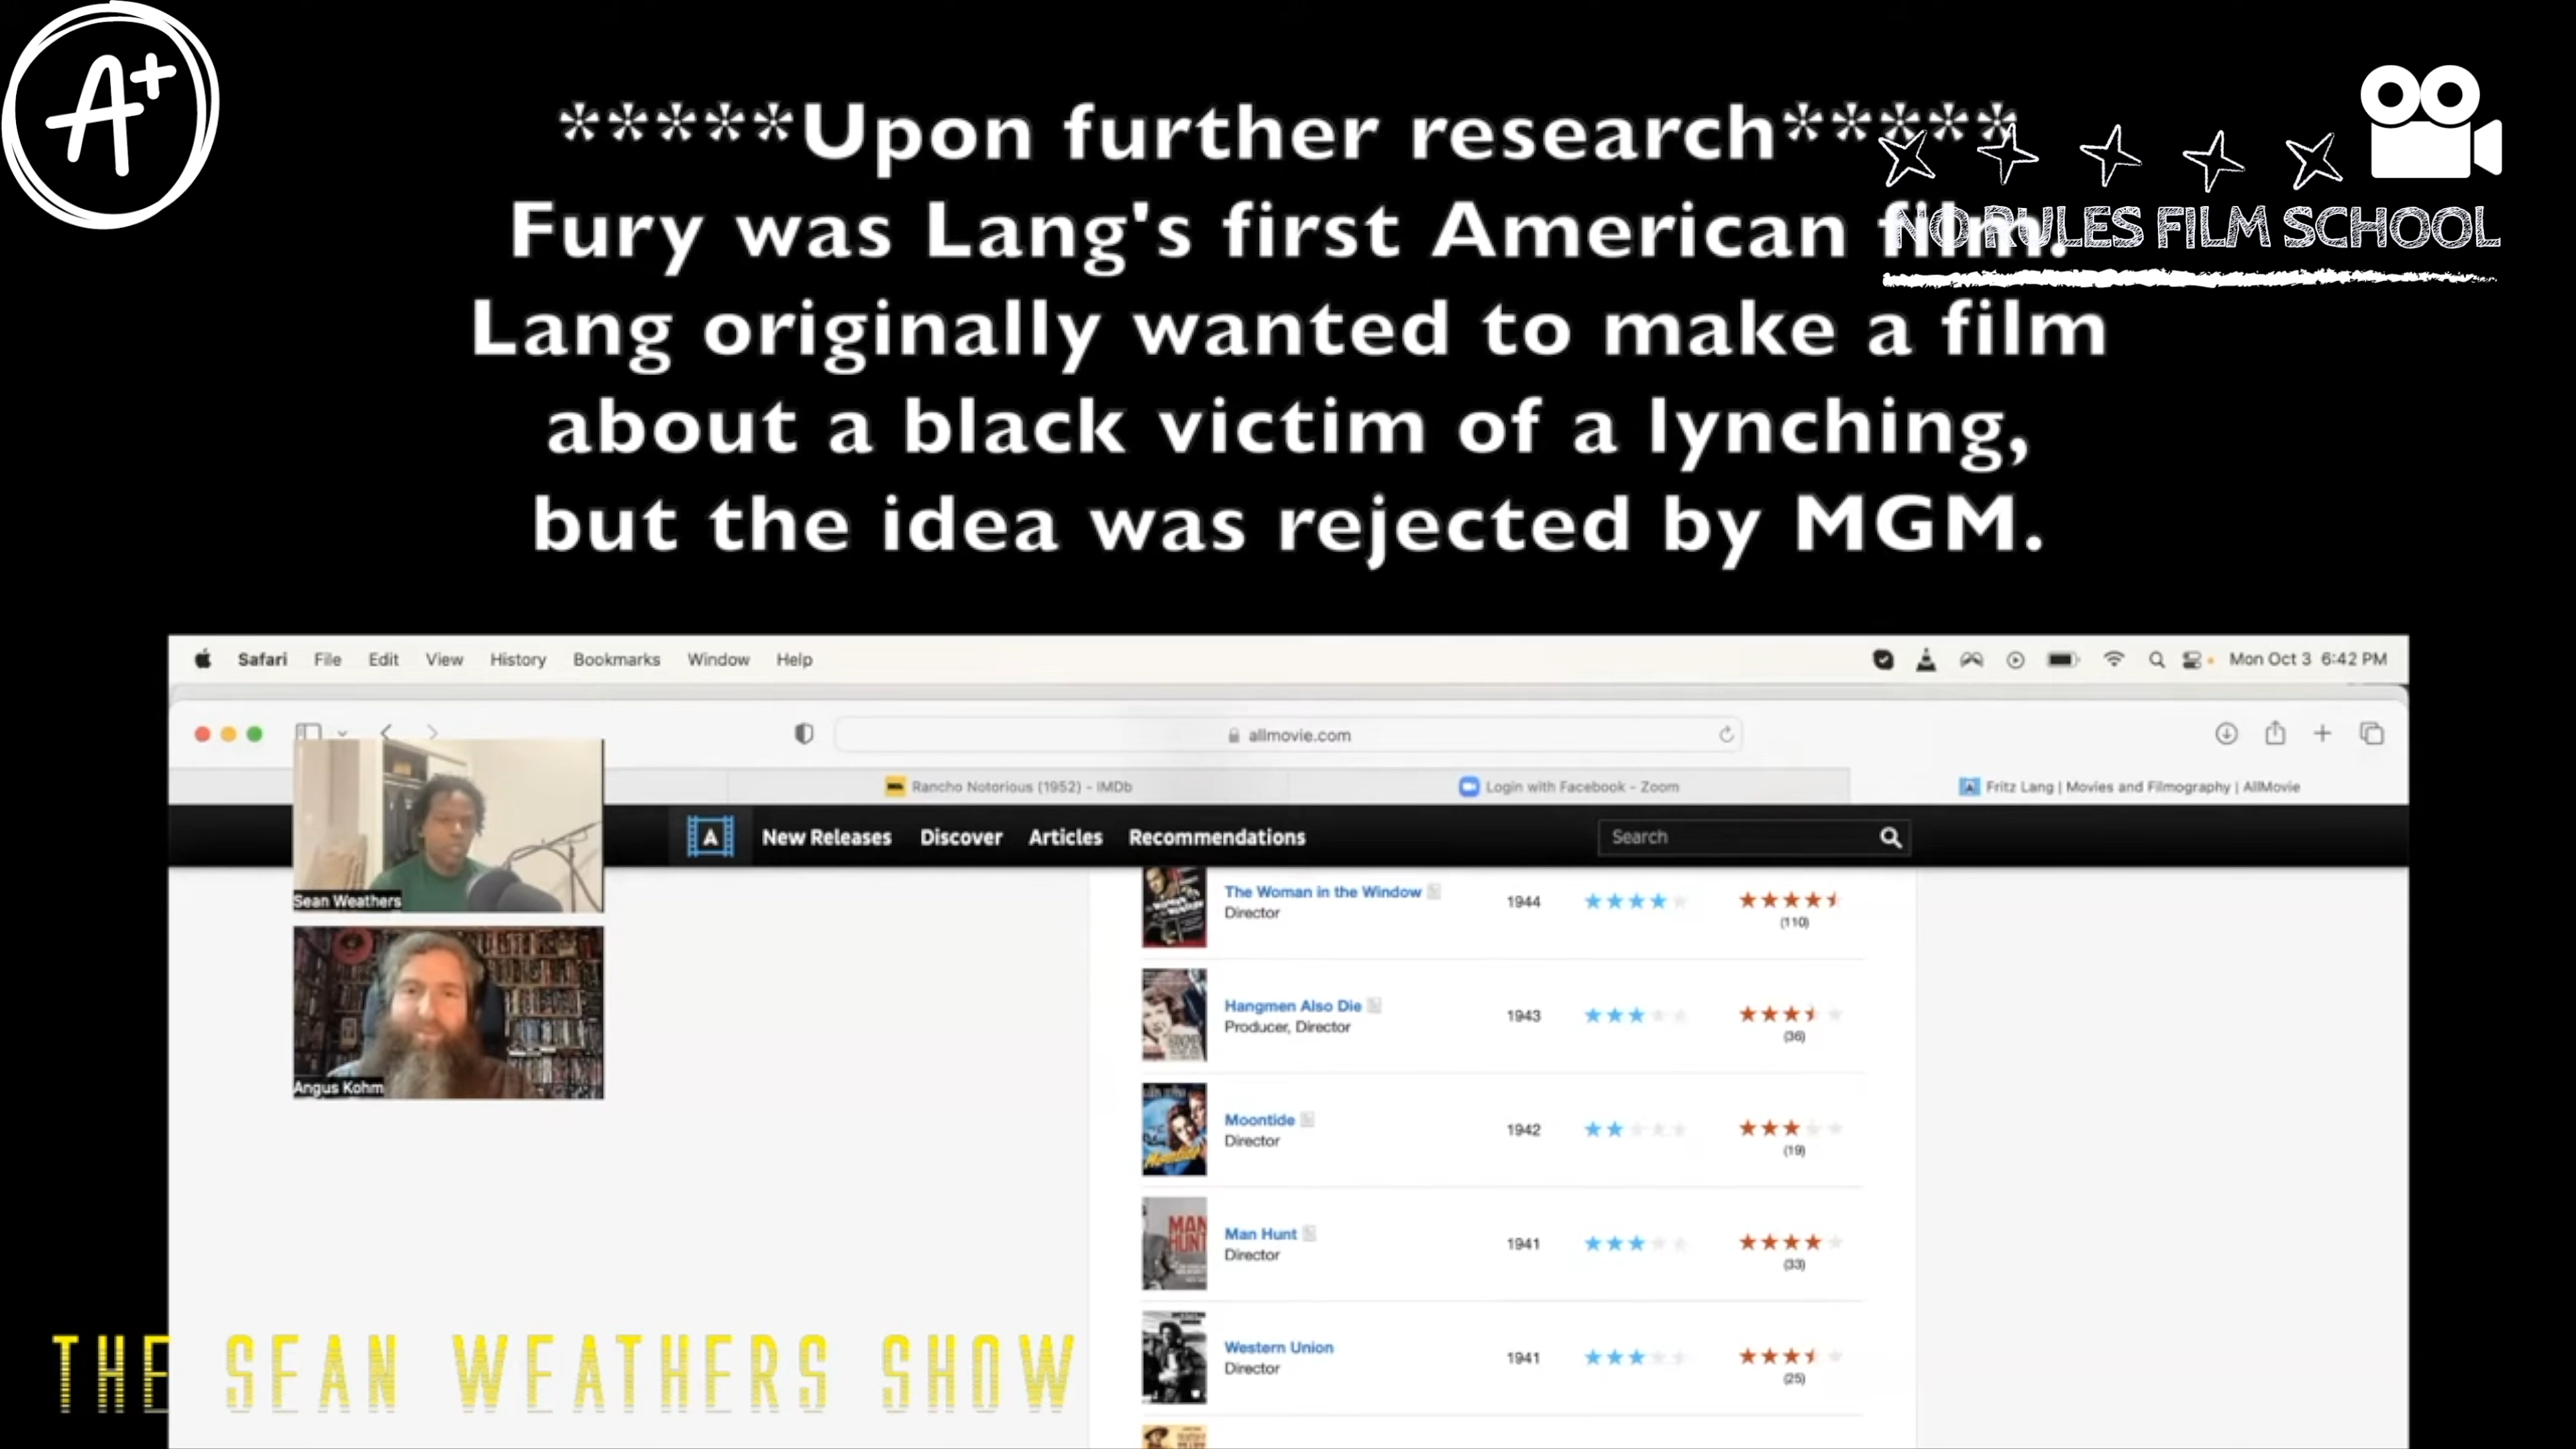 A+
*****Upon further research*****
Fury was Lang's first American film.
Lang originally wanted to make a film
about a black victim of a lynching,
but the idea was rejected by MGM.
NO RULES FILM SCHOOL
Safari File Edit View History Bookmarks Window Help Mon Oct 3 6:42 PM
allmovie.com
Rancho Notorious (1952) - IMDb Login with Facebook - Zoom Fritz Lang | Movies and Filmography | AllMovie
A New Releases Discover Articles Recommendations Search
Sean Weathers
Angus Kohm
The Woman in the Window 1944
Director (110)
Hangmen Also Die 1943
Producer, Director (36)
Moontide 1942
Director (19)
MAN HUNT
Man Hunt 1941
Director (33)
Western Union 1941
Director (25)
THE SEAN WEATHERS SHOW